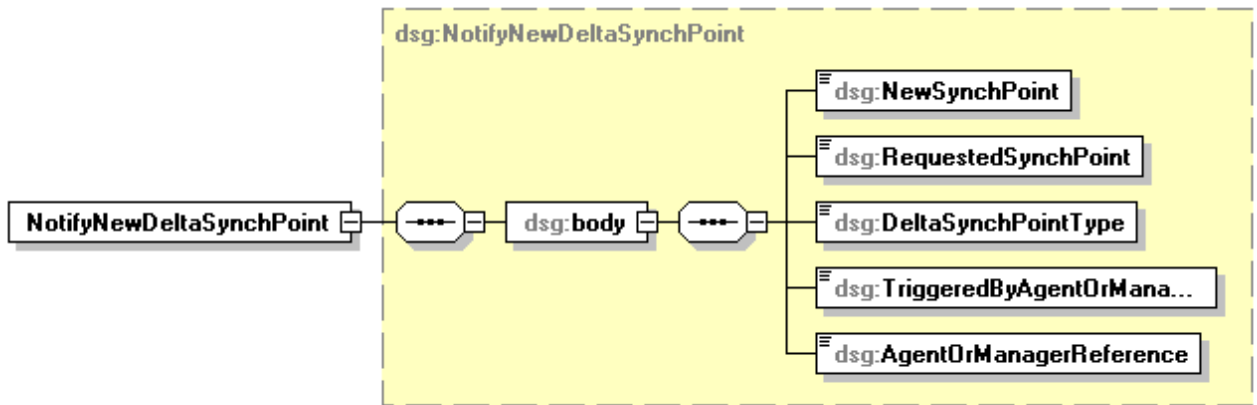 dsg:NotifyNewDeltaSynchPoint
dsg:NewSynchPoint
dsg:RequestedSynchPoint
NotifyNewDeltaSynchPoint
dsg:body
dsg:DeltaSynchPointType
dsg:TriggeredByAgentOrMana...
dsg:AgentOrManagerReference